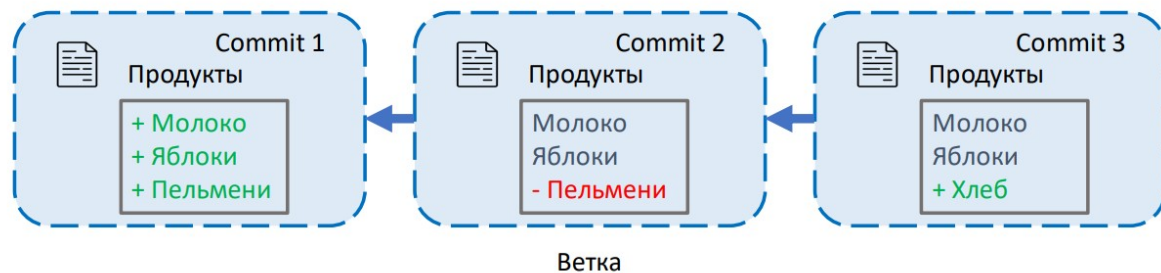 Commit 1
Продукты
+ Молоко
+ Яблоки
+ Пельмени
Commit 2
Продукты
Молоко
Яблоки
- Пельмени
Commit 3
Продукты
Молоко
Яблоки
+ Хлеб
Ветка